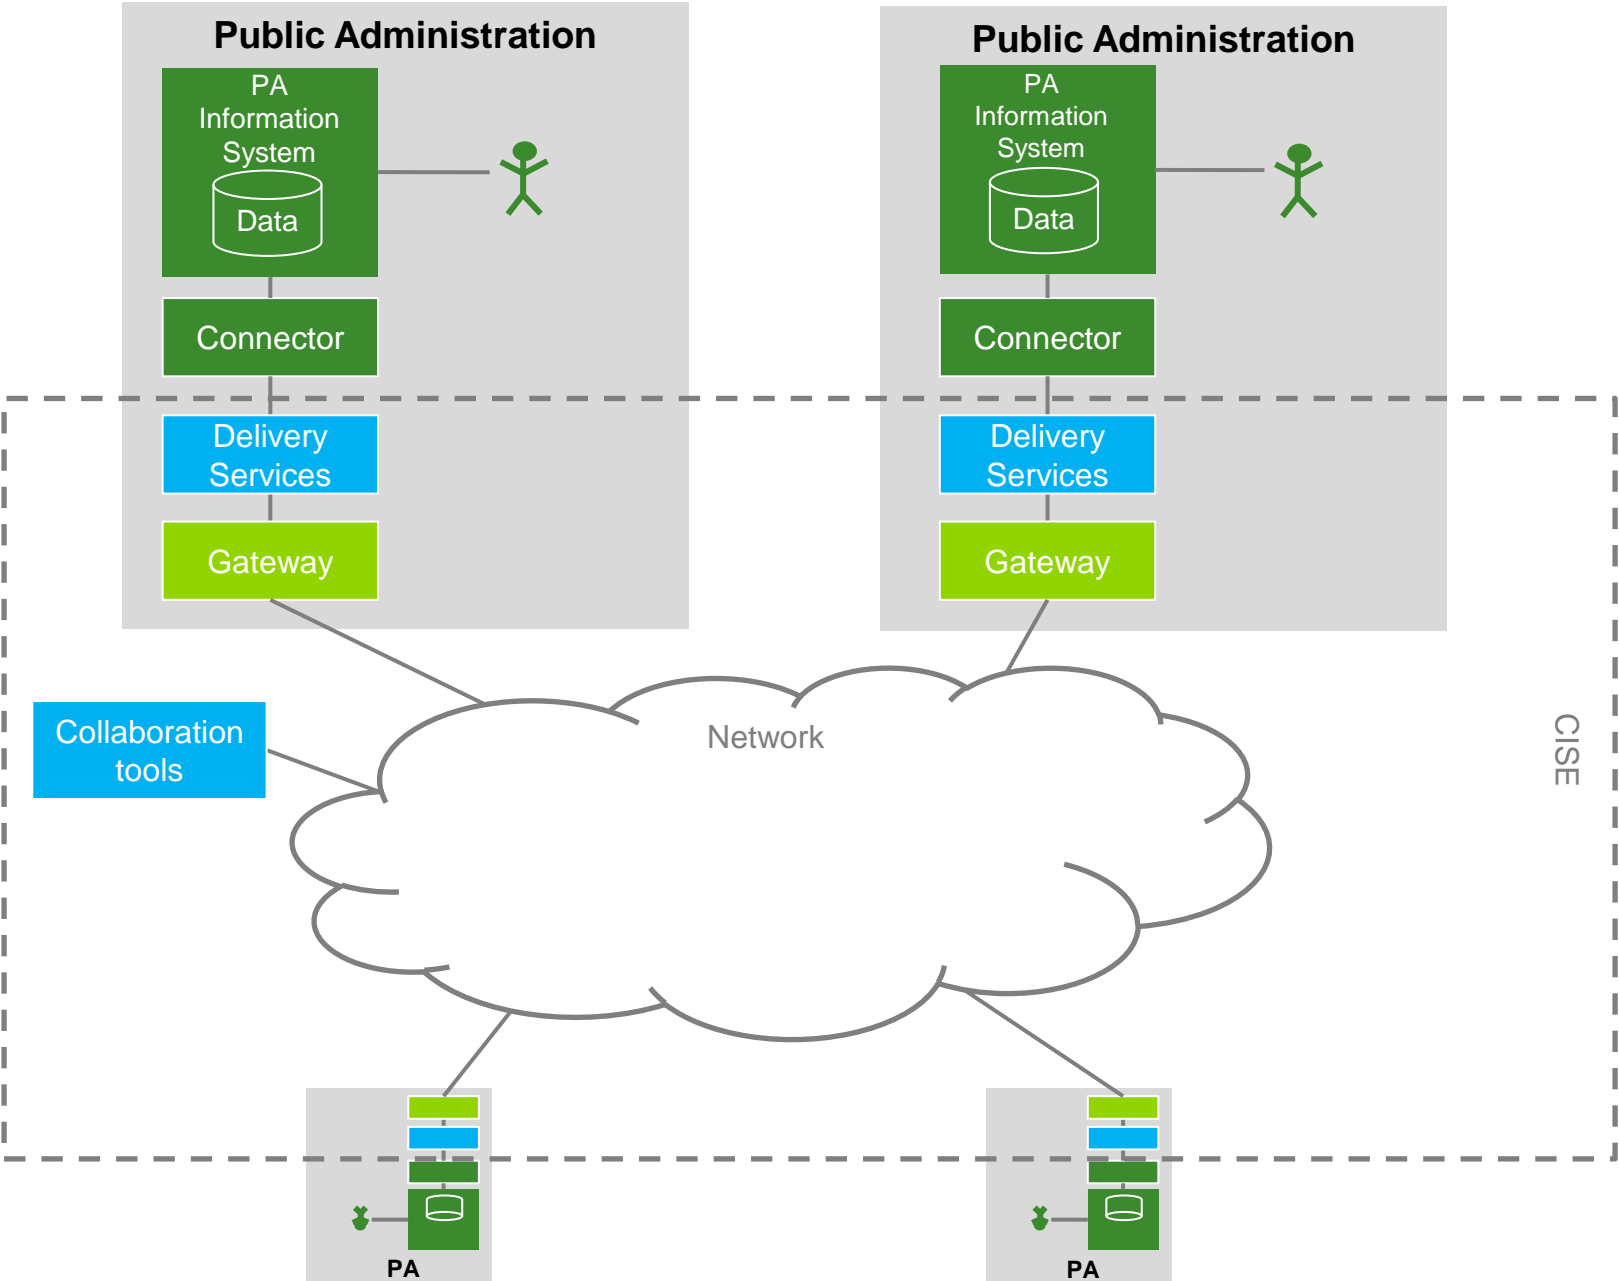 Public Administration
PA
Information
System
Data
Connector
Delivery
Services
Gateway
Public Administration
PA
Information
System
Data
Connector
Delivery
Services
Gateway
Collaboration
tools
Network
CISE
PA
PA